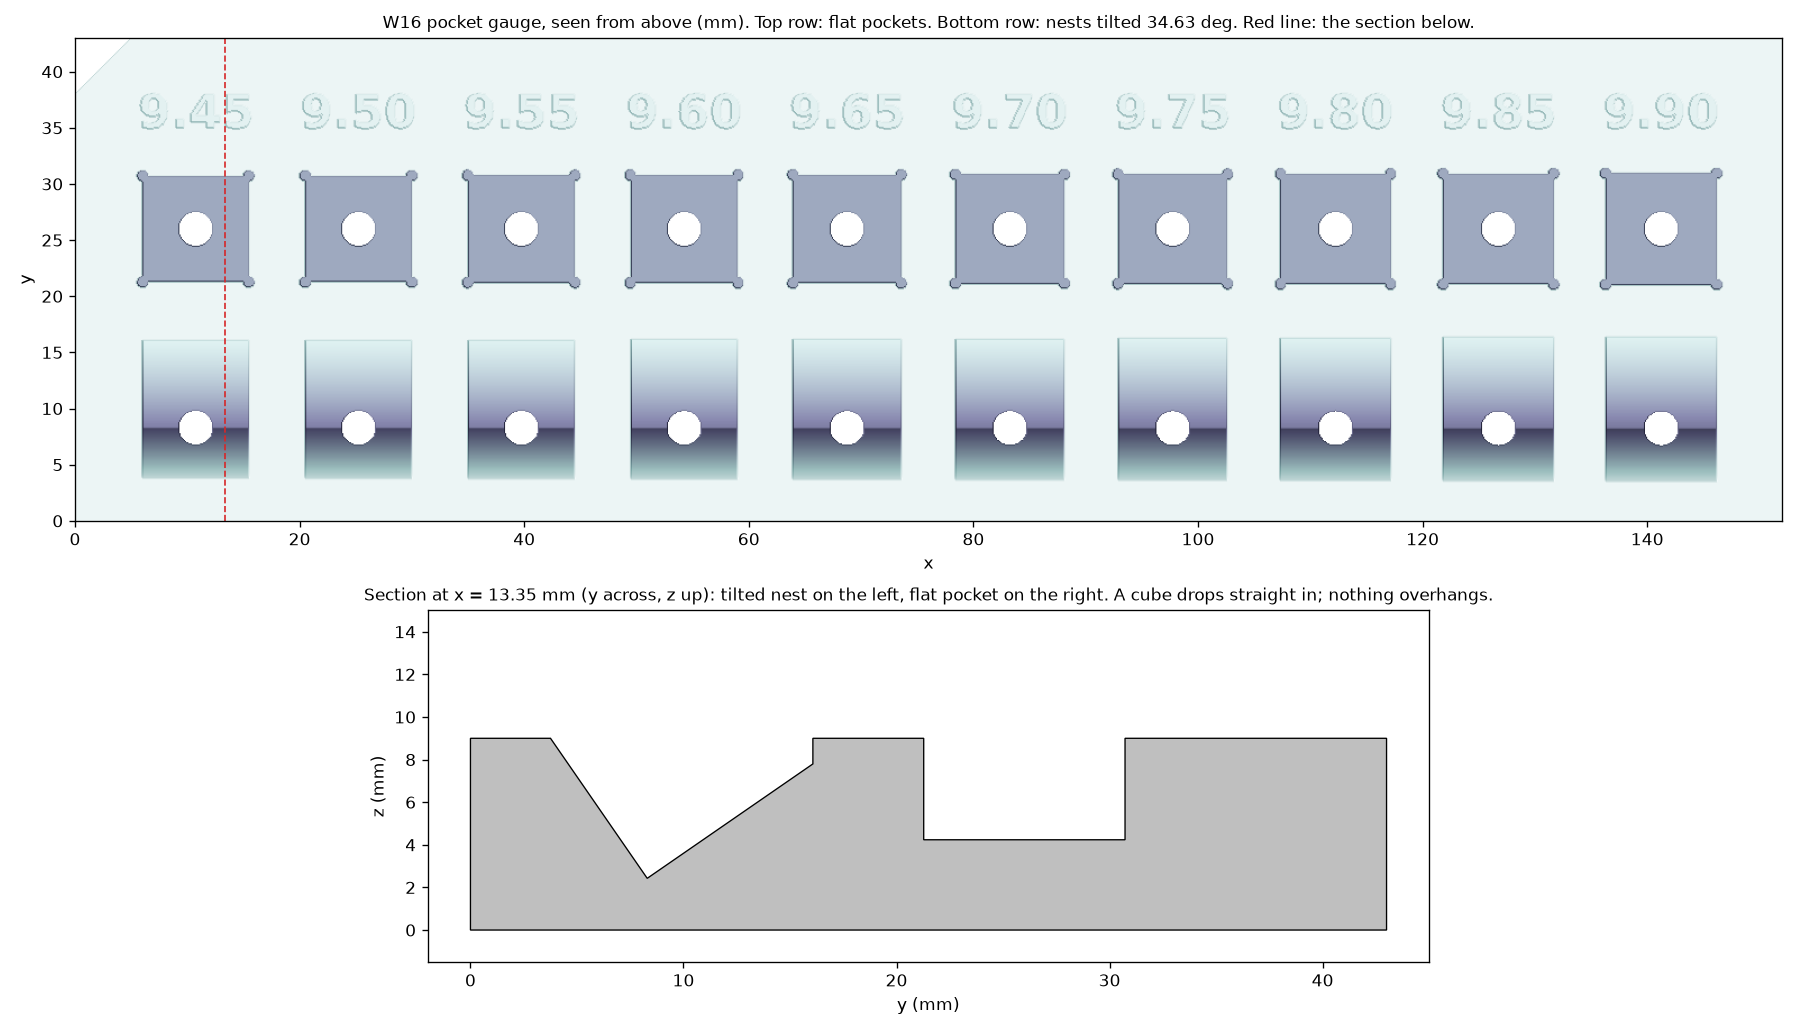 W16 pocket gauge, seen from above (mm). Top row: flat pockets. Bottom row: nests tilted 34.63 deg. Red line: the section below.
40
9.45 9.50 9.55 9.60 9.65 9.70 9.75 9.80 9.85 9.90
35
30
25
y
20
15
10
5
0
0 20 40 60 80 100 120 140
x
Section at x = 13.35 mm (y across, z up): tilted nest on the left, flat pocket on the right. A cube drops straight in; nothing overhangs.
14
12
10
8
z (mm)
6
4
2
0
0 10 20 30 40
y (mm)